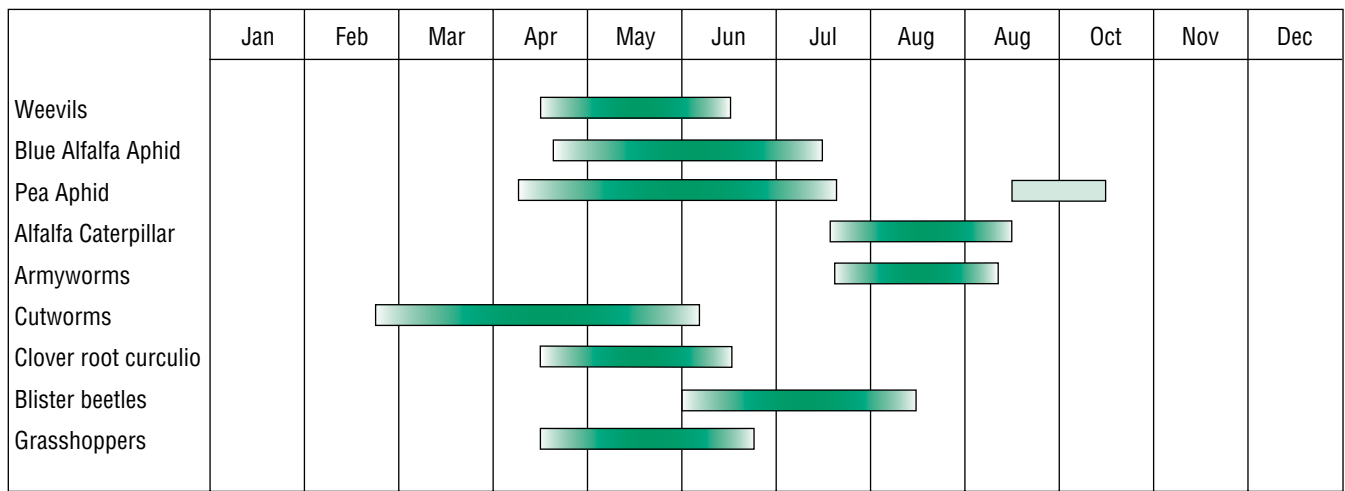 Jan Feb Mar Apr May Jun Jul Aug Aug Oct Nov Dec
Weevils
Blue Alfalfa Aphid
Pea Aphid
Alfalfa Caterpillar
Armyworms
Cutworms
Clover root curculio
Blister beetles
Grasshoppers